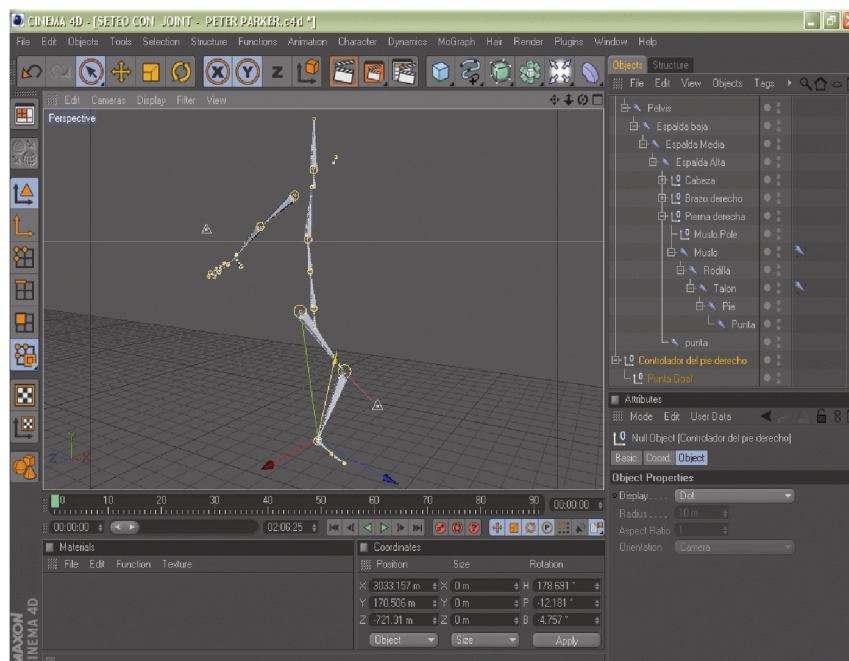 CINEMA 4D - [SETEO CON JOINT - PETER PARKER.c4d *]
File Edit Objects Tools Selection Structure Functions Animation Character Dynamics MoGraph Hair Render Plugins Window Help
Objects Structure
File Edit View Objects Tags
Edit Cameras Display Filter View
Perspective
Pelvis
Espalda baja
Espalda Media
Espalda Alta
Cabeza
Brazo derecho
Pierna derecha
Muslo.Pole
Muslo
Rodilla
Talon
Pie
Punta
punta
Controlador del pie derecho
Punta Goal
Attributes
Mode Edit User Data
Null Object [Controlador del pie derecho]
Basic Coord. Object
Object Properties
Display . . . . Dot
Radius . . . . 10 m
Aspect Ratio 1
Orientation Camera
Y
Z X
0 10 20 30 40 50 60 70 80 90 00:00:00
00:00:00 02:06:25
Materials
File Edit Function Texture
Coordinates
Position Size Rotation
X 3033.157 m X 0 m H 178.691 °
Y 170.506 m Y 0 m P -12.181 °
Z -721.31 m Z 0 m B -4.757 °
Object Size Apply
MAXON
CINEMA 4D